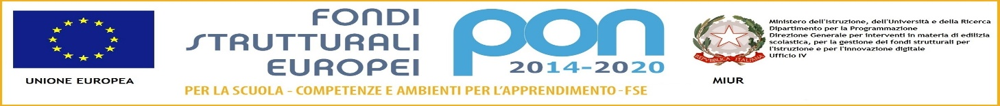 UNIONE EUROPEA
FONDI
STRUTTURALI
EUROPEI
pon
2014-2020
PER LA SCUOLA - COMPETENZE E AMBIENTI PER L'APPRENDIMENTO-FSE
REPVBBLICA ITALIANA
MIUR
Ministero dell'Istruzione, dell'Università e della Ricerca
Dipartimento per la Programmazione
Direzione Generale per interventi in materia di edilizia
scolastica, per la gestione dei fondi strutturali per
l'istruzione e per l'innovazione digitale
Ufficio IV